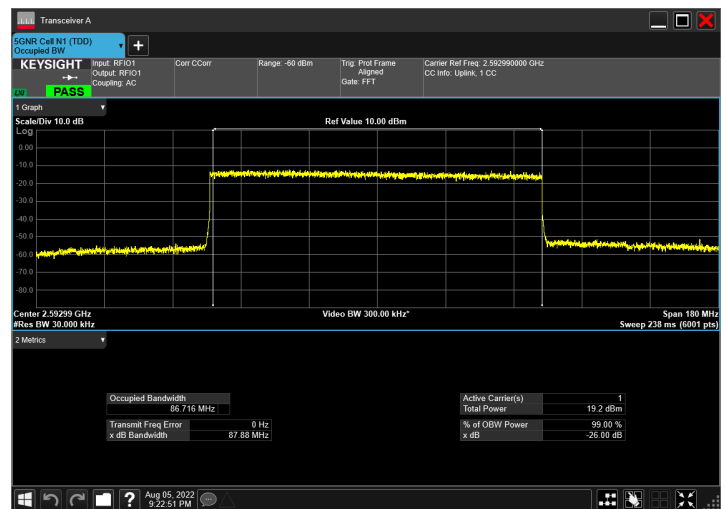 Transceiver A
5GNR Cell N1 (TDD)
Occupied BW
KEYSIGHT
LXI
PASS
Input: RFIO1
Output: RFIO1
Coupling: AC
Corr CCorr
Range: -60 dBm
Trig: Prot Frame
Aligned
Gate: FFT
Carrier Ref Freq: 2.592990000 GHz
CC Info: Uplink, 1 CC
1 Graph
Scale/Div 10.0 dB
Ref Value 10.00 dBm
Log
0.00
-10.0
-20.0
-30.0
-40.0
-50.0
-60.0
-70.0
-80.0
Center 2.59299 GHz
Video BW 300.00 kHz*
Span 180 MHz
#Res BW 30.000 kHz
Sweep 238 ms (6001 pts)
2 Metrics
Occupied Bandwidth
86.716 MHz
Transmit Freq Error 0 Hz
x dB Bandwidth 87.88 MHz
Active Carrier(s) 1
Total Power 19.2 dBm
% of OBW Power 99.00 %
x dB -26.00 dB
Aug 05, 2022
9:22:51 PM